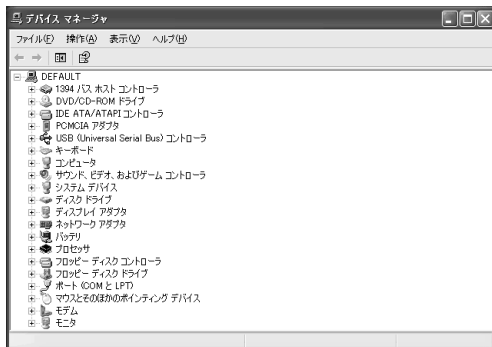 デバイス マネージャ
ファイル(F) 操作(A) 表示(V) ヘルプ(H)
DEFAULT
1394 バス ホスト コントローラ
DVD/CD-ROM ドライブ
IDE ATA/ATAPI コントローラ
PCMCIA アダプタ
USB (Universal Serial Bus) コントローラ
キーボード
コンピュータ
サウンド、ビデオ、およびゲーム コントローラ
システム デバイス
ディスク ドライブ
ディスプレイ アダプタ
ネットワーク アダプタ
バッテリ
プロセッサ
フロッピー ディスク コントローラ
フロッピー ディスク ドライブ
ポート (COM と LPT)
マウスとそのほかのポインティング デバイス
モデム
モニタ